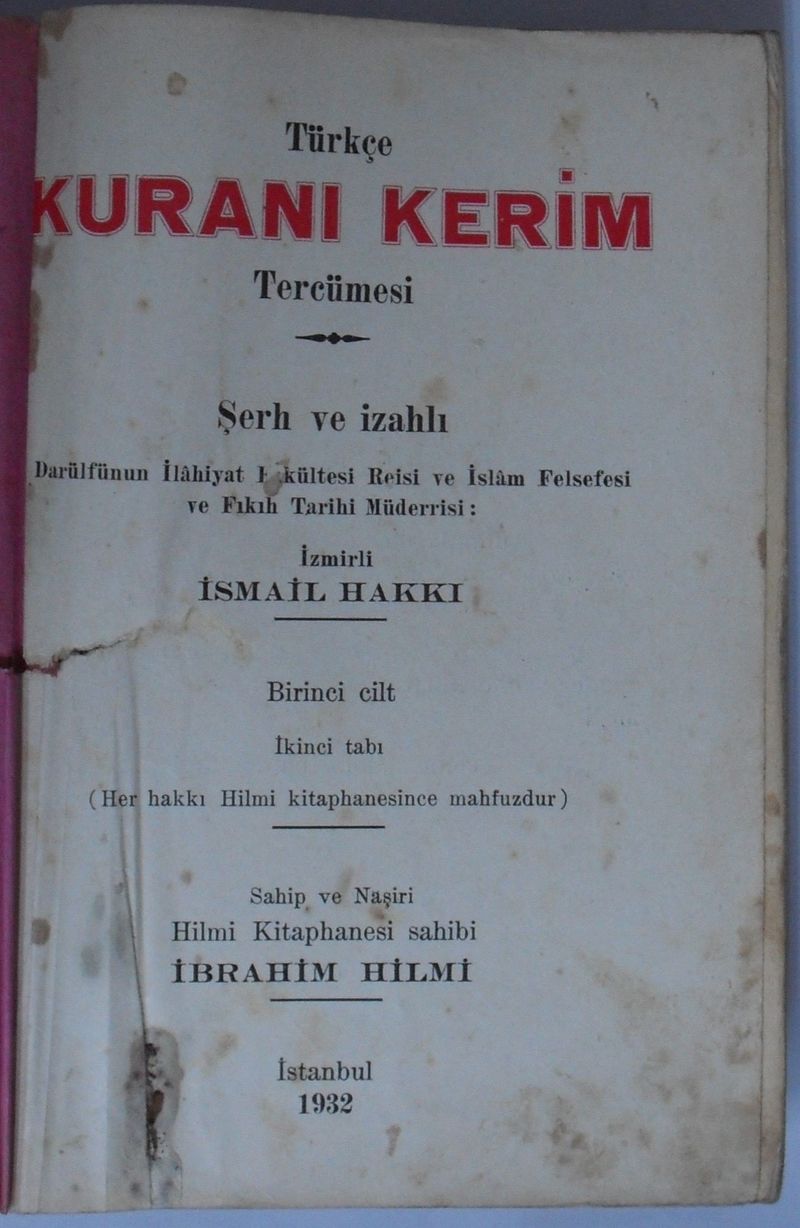 Türkçe
KURANI KERİM
Tercümesi
Şerh ve izahlı
Darülfünun İlâhiyat Reisi ve İslâm Felsefesi
ve Fıkıh Tarihi Müderrisi :
İzmirli
İSMAİL HAKKI
Birinci cilt
İkinci tabı
( Her hakkı Hilmi kitaphanesince mahfuzdur )
Sahip ve Naşiri
Hilmi Kitaphanesi sahibi
İBRAHİM HİLMİ
İstanbul
1932